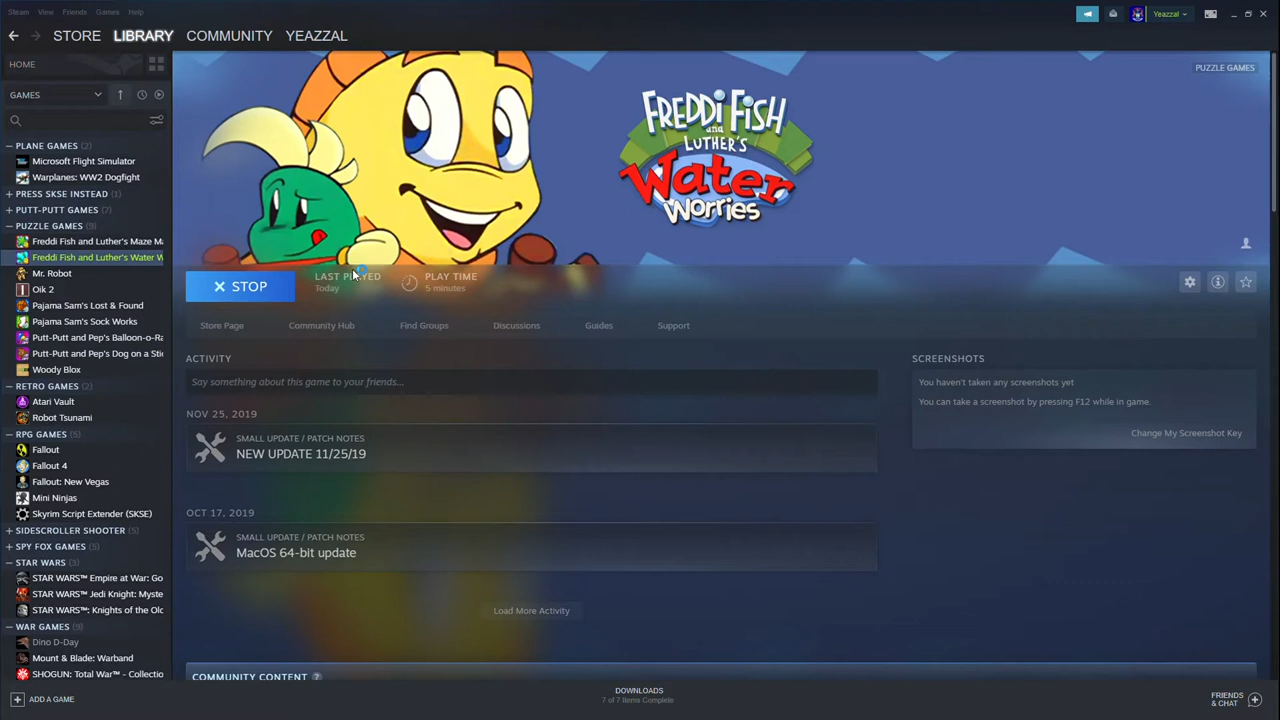 Steam View Friends Games Help
Yeazzal
STORE LIBRARY COMMUNITY YEAZZAL
HOME
GAMES
PLANE GAMES (2)
Microsoft Flight Simulator
Warplanes: WW2 Dogfight
PRESS SKSE INSTEAD (1)
PUTT-PUTT GAMES (7)
PUZZLE GAMES (9)
Freddi Fish and Luther's Maze Ma
Freddi Fish and Luther's Water W
Mr. Robot
Oik 2
Pajama Sam's Lost & Found
Pajama Sam's Sock Works
Putt-Putt and Pep's Balloon-o-Ra
Putt-Putt and Pep's Dog on a Stic
Woody Blox
RETRO GAMES (2)
Atari Vault
Robot Tsunami
RPG GAMES (5)
Fallout
Fallout 4
Fallout: New Vegas
Mini Ninjas
Skyrim Script Extender (SKSE)
SIDESCROLLER SHOOTER (5)
SPY FOX GAMES (5)
STAR WARS (3)
STAR WARS™ Empire at War: Go
STAR WARS™ Jedi Knight: Myste
STAR WARS™: Knights of the Old
WAR GAMES (9)
Dino D-Day
Mount & Blade: Warband
SHOGUN: Total War™ - Collectio
ADD A GAME
PUZZLE GAMES
FREDDI FISH
and
LUTHER'S
Water
Worries
STOP
LAST PLAYED
Today
PLAY TIME
5 minutes
Store Page Community Hub Find Groups Discussions Guides Support
ACTIVITY
Say something about this game to your friends...
NOV 25, 2019
SMALL UPDATE / PATCH NOTES
NEW UPDATE 11/25/19
OCT 17, 2019
SMALL UPDATE / PATCH NOTES
MacOS 64-bit update
Load More Activity
SCREENSHOTS
You haven't taken any screenshots yet
You can take a screenshot by pressing F12 while in game.
Change My Screenshot Key
COMMUNITY CONTENT ?
DOWNLOADS
7 of 7 Items Complete
FRIENDS
& CHAT